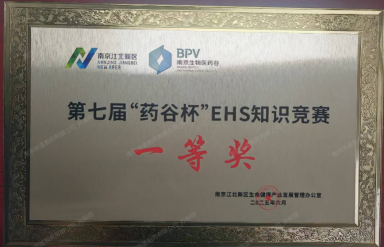 南京江北新区
NANJING JIANGBEI
NEW AREA
BPV
南京生物医药谷
第七届“药谷杯”EHS知识竞赛
一等奖
南京江北新区生命健康产业发展管理办公室
二〇二五年六月